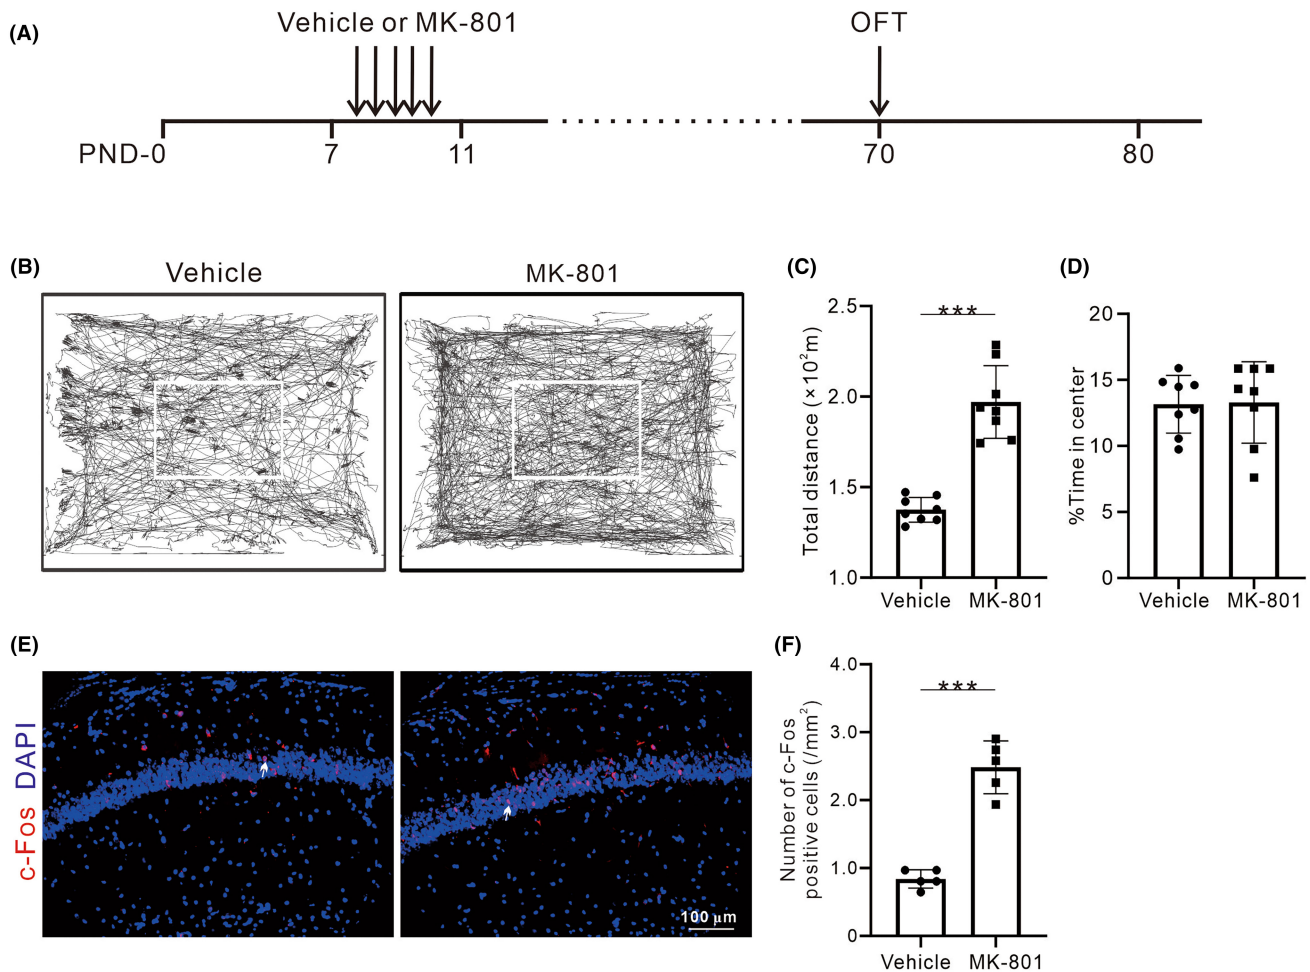 (A)
Vehicle or MK-801
OFT
PND-0
7
11
70
80
(B)
Vehicle
MK-801
(C)
Total distance (×10²m)
2.5
2.0
1.5
1.0
***
Vehicle
MK-801
(D)
%Time in center
20
15
10
5
0
Vehicle
MK-801
(E)
c-Fos DAPI
100 μm
(F)
Number of c-Fos
positive cells (/mm²)
4.0
3.0
2.0
1.0
0
***
Vehicle
MK-801